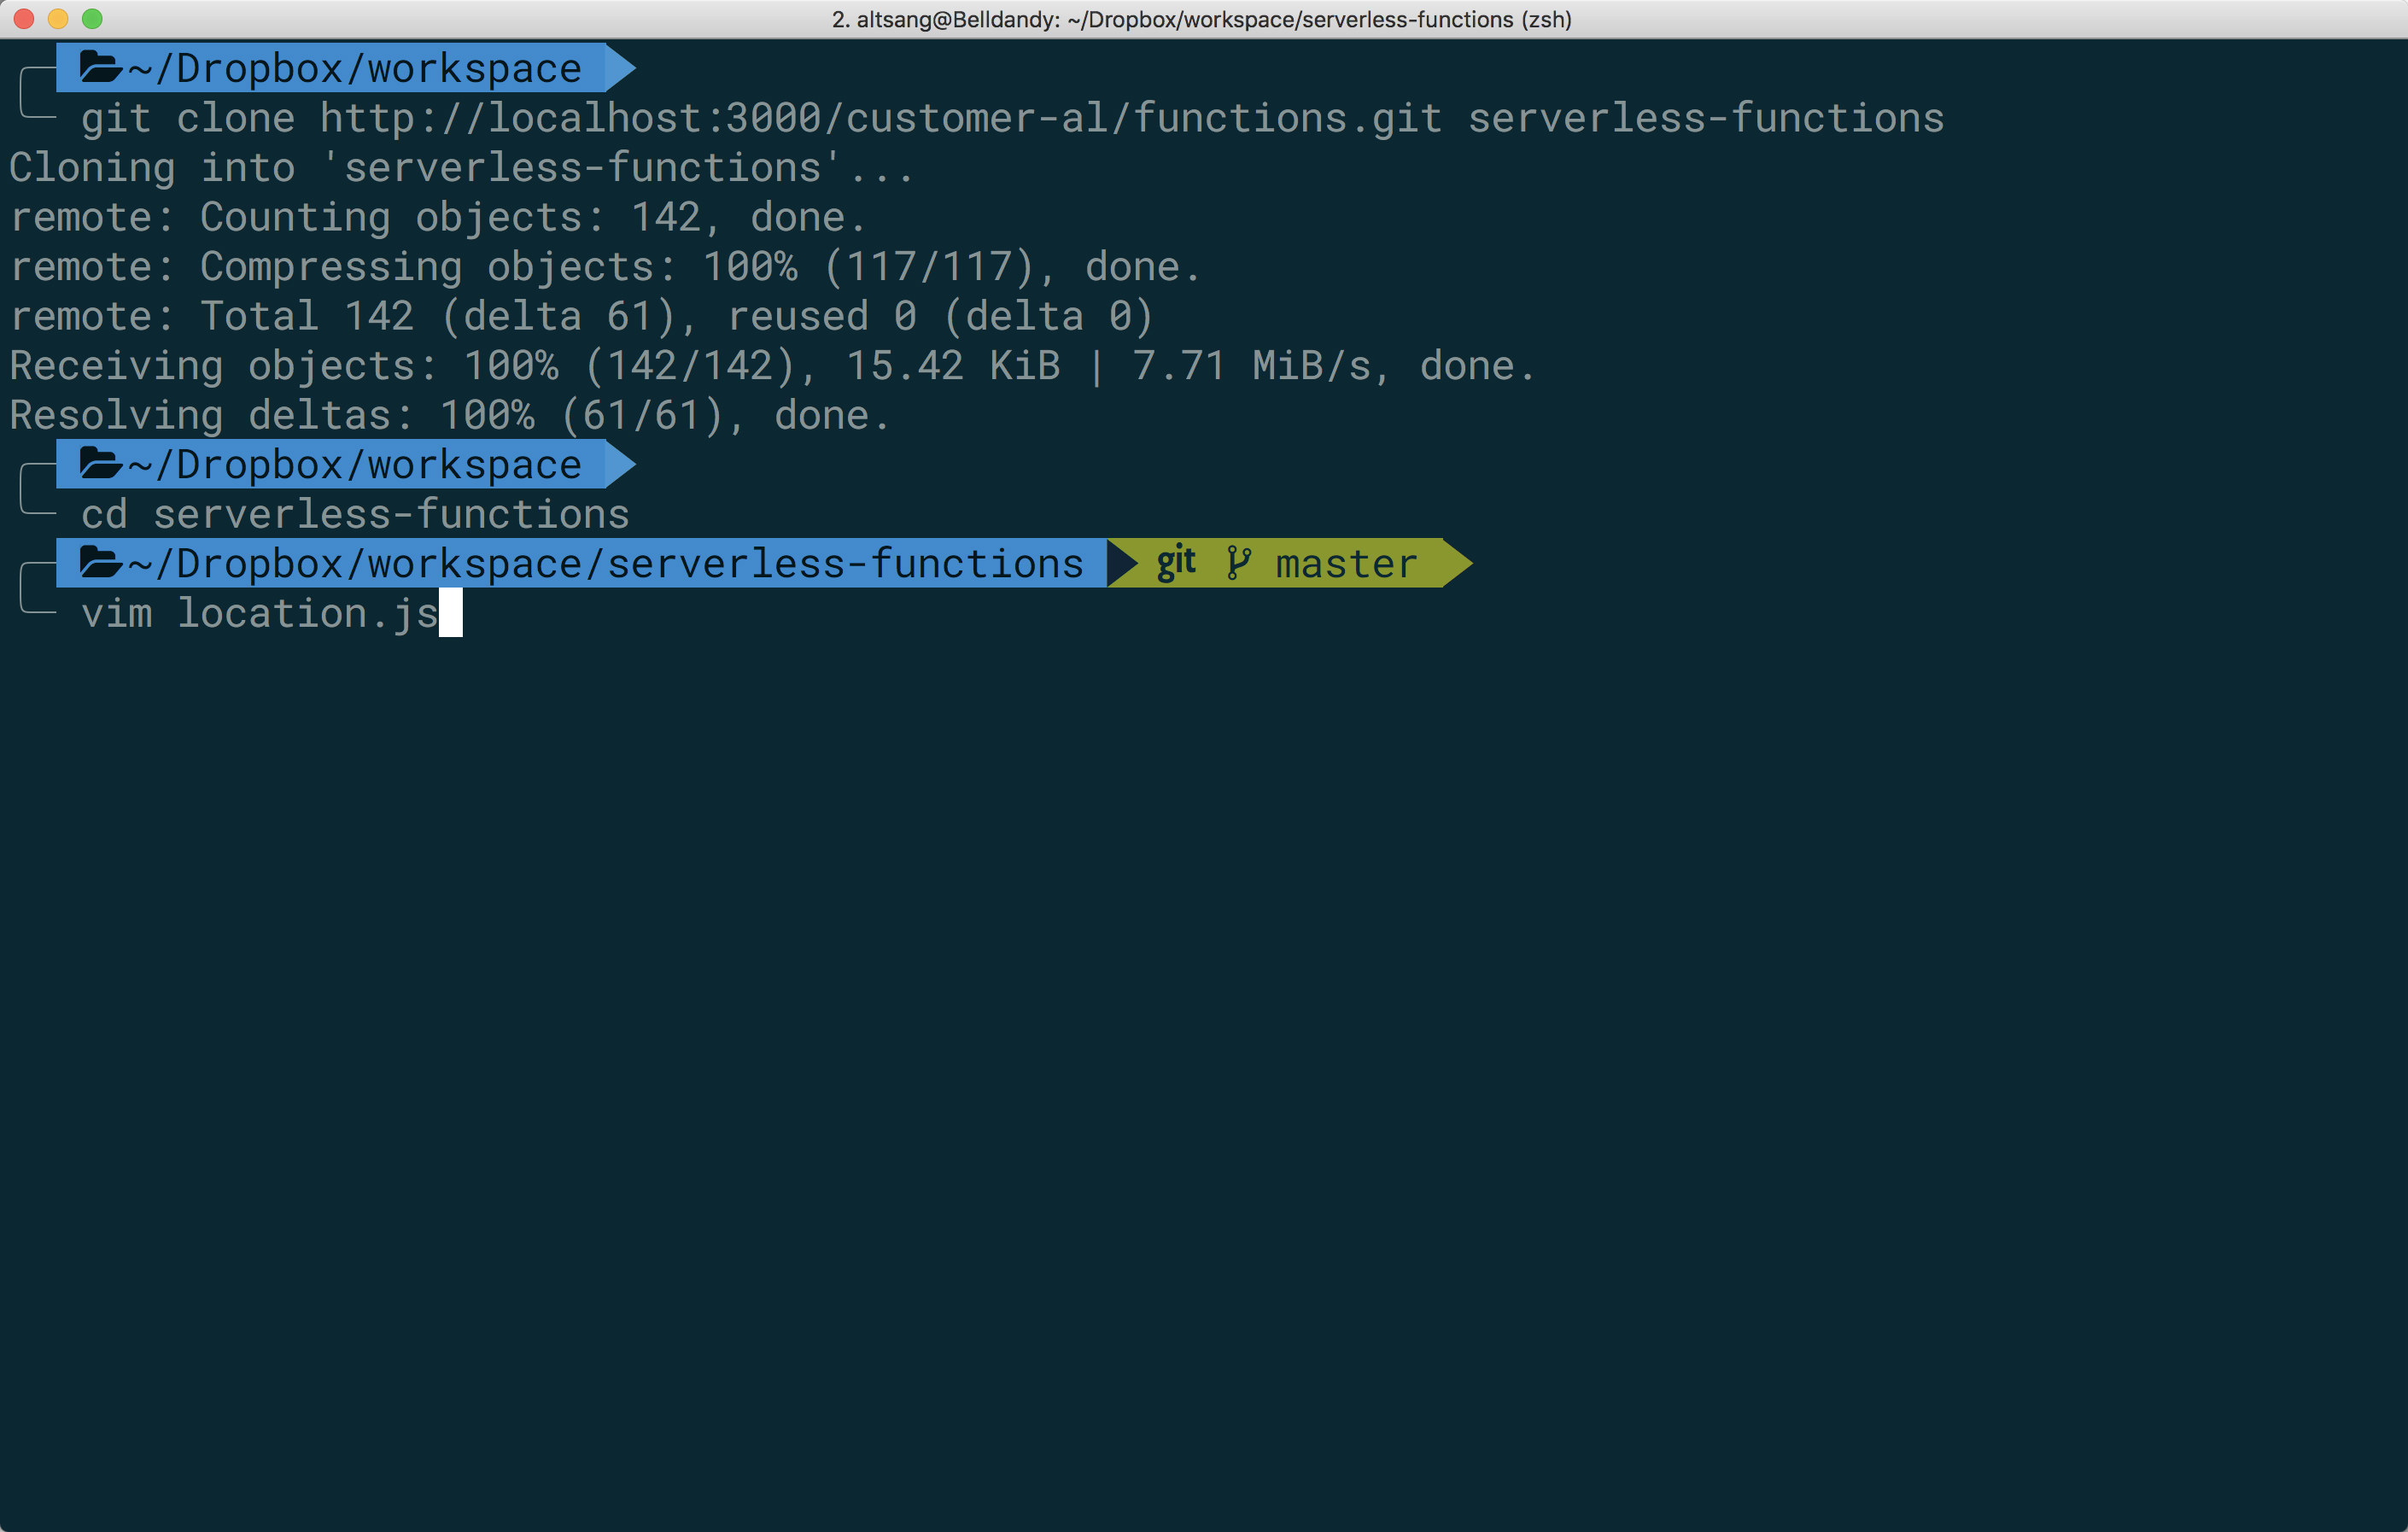 2. altsang@Belldandy: ~/Dropbox/workspace/serverless-functions (zsh)
~/Dropbox/workspace
git clone http://localhost:3000/customer-al/functions.git serverless-functions
Cloning into 'serverless-functions'...
remote: Counting objects: 142, done.
remote: Compressing objects: 100% (117/117), done.
remote: Total 142 (delta 61), reused 0 (delta 0)
Receiving objects: 100% (142/142), 15.42 KiB | 7.71 MiB/s, done.
Resolving deltas: 100% (61/61), done.
~/Dropbox/workspace
cd serverless-functions
~/Dropbox/workspace/serverless-functions git master
vim location.js